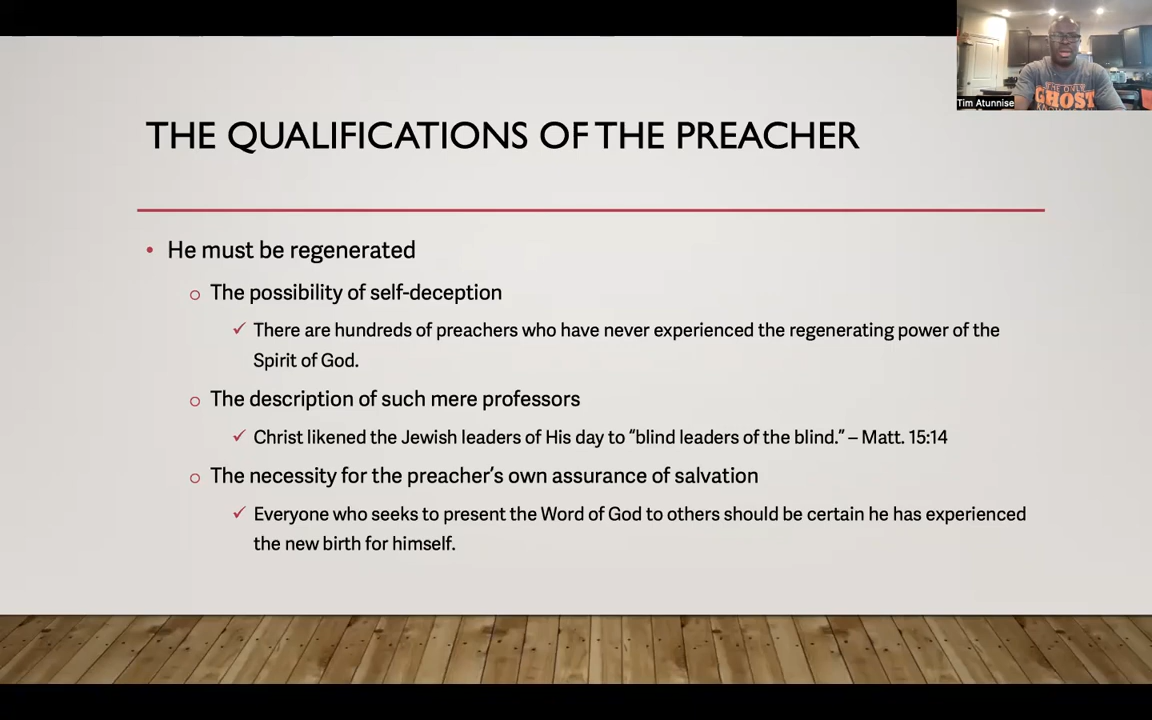 Tim Atunnise
THE ONLY
GHOST
THE QUALIFICATIONS OF THE PREACHER
• He must be regenerated
o The possibility of self-deception
✓ There are hundreds of preachers who have never experienced the regenerating power of the
Spirit of God.
o The description of such mere professors
✓ Christ likened the Jewish leaders of His day to “blind leaders of the blind.” – Matt. 15:14
o The necessity for the preacher’s own assurance of salvation
✓ Everyone who seeks to present the Word of God to others should be certain he has experienced
the new birth for himself.